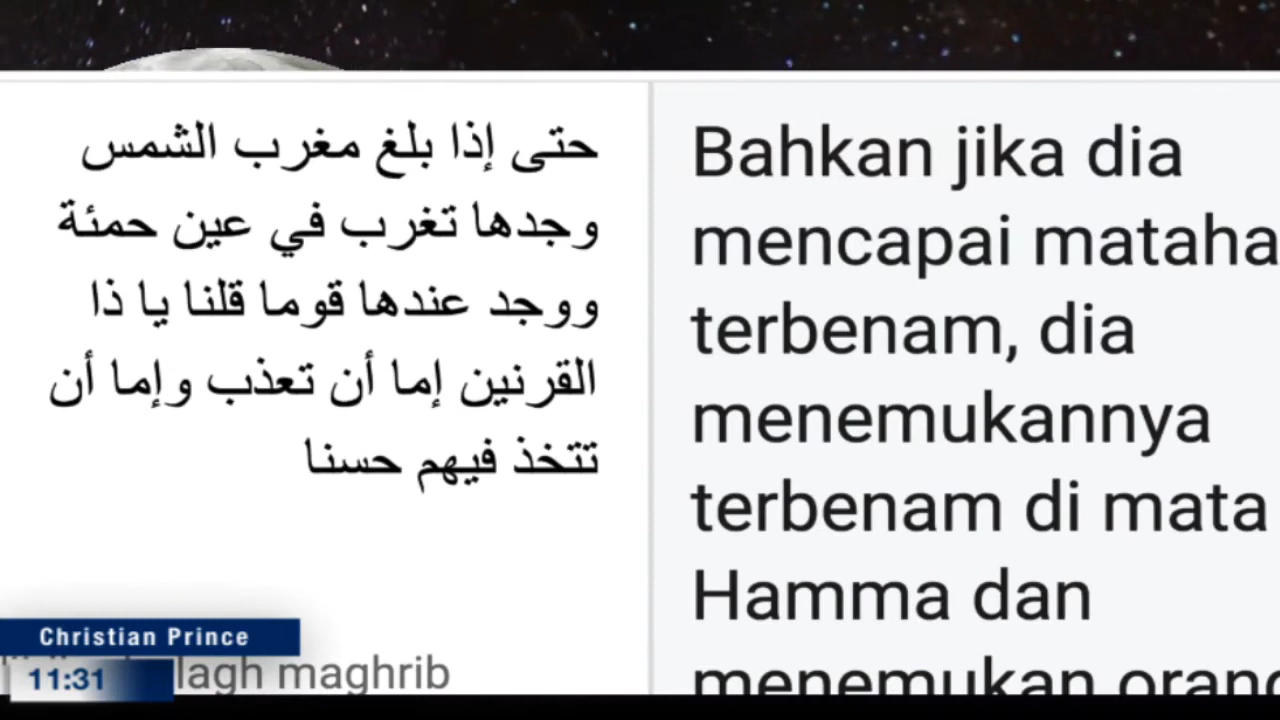 حتى إذا بلغ مغرب الشمس
وجدها تغرب في عين حمئة
ووجد عندها قوما قلنا يا ذا
القرنين إما أن تعذب وإما أن
تتخذ فيهم حسنا
Bahkan jika dia
mencapai mataha
terbenam, dia
menemukannya
terbenam di mata
Hamma dan
menemukan orang
Christian Prince
11:31
lagh maghrib